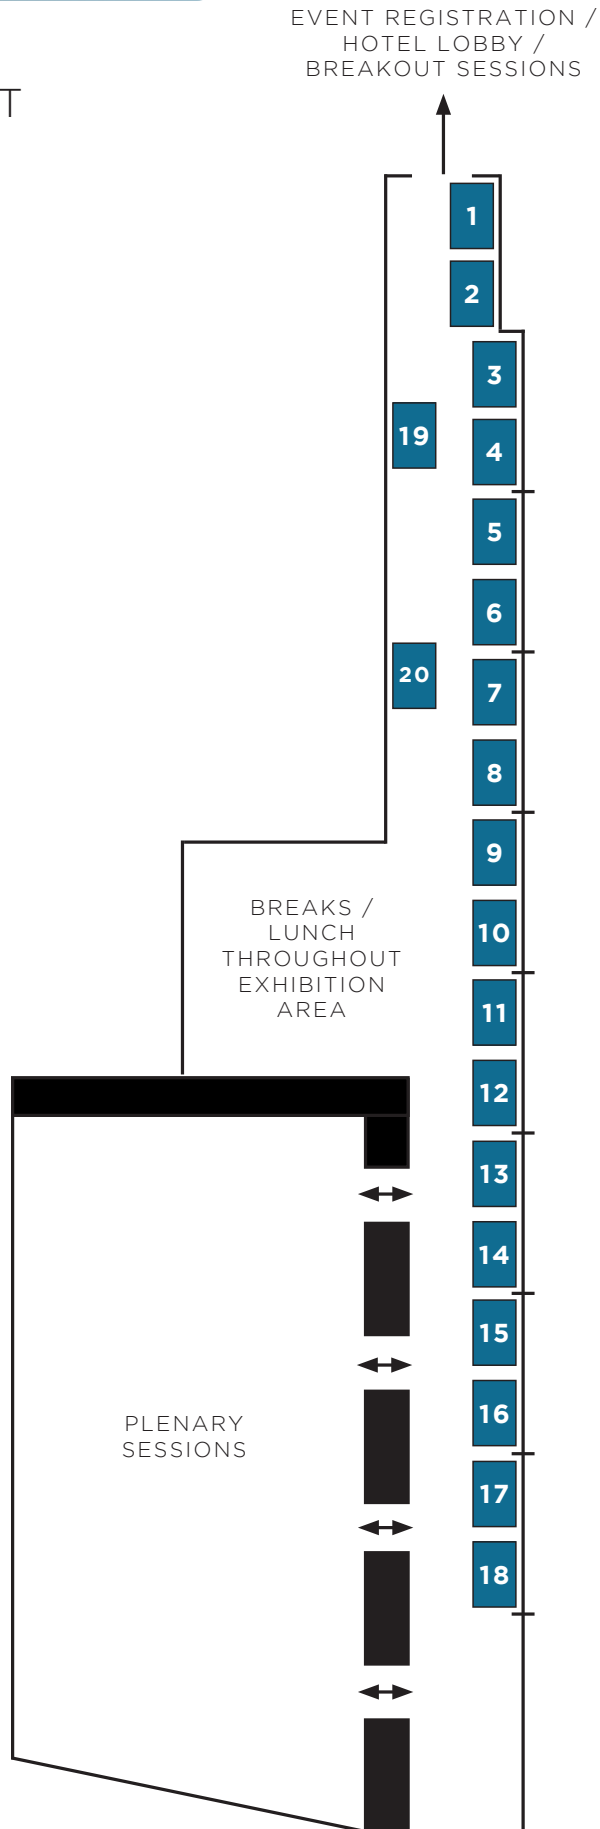 EVENT REGISTRATION /
HOTEL LOBBY /
BREAKOUT SESSIONS
T
1
2
3
19
4
5
6
20
7
8
9
BREAKS /
LUNCH
THROUGHOUT
EXHIBITION
AREA
10
11
12
13
14
15
PLENARY
SESSIONS
16
17
18